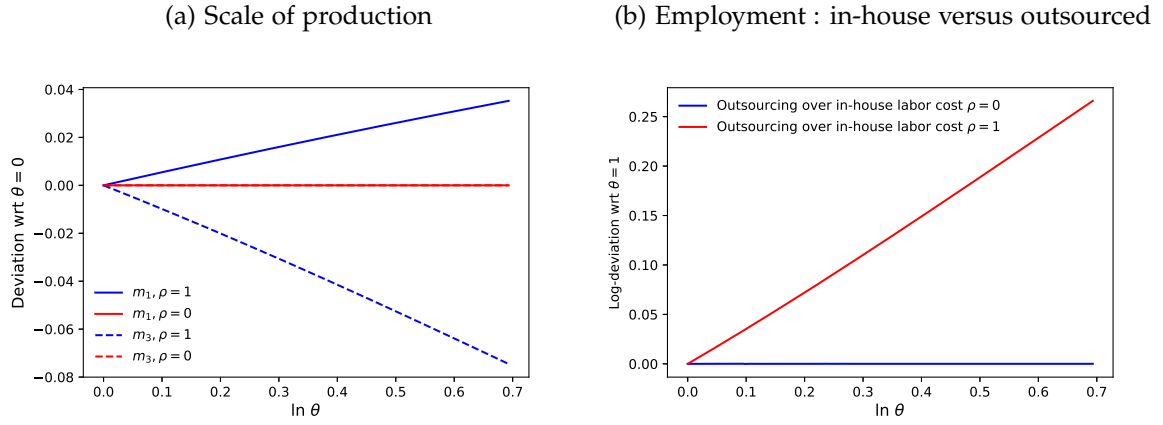 (a) Scale of production
(b) Employment : in-house versus outsourced
Deviation wrt θ = 0
0.04
0.02
0.00
−0.02
−0.04
−0.06
−0.08
m₁, ρ = 1
m₁, ρ = 0
m₃, ρ = 1
m₃, ρ = 0
0.0 0.1 0.2 0.3 0.4 0.5 0.6 0.7
ln θ
Log-deviation wrt θ = 1
0.25
0.20
0.15
0.10
0.05
0.00
Outsourcing over in-house labor cost ρ = 0
Outsourcing over in-house labor cost ρ = 1
0.0 0.1 0.2 0.3 0.4 0.5 0.6 0.7
ln θ